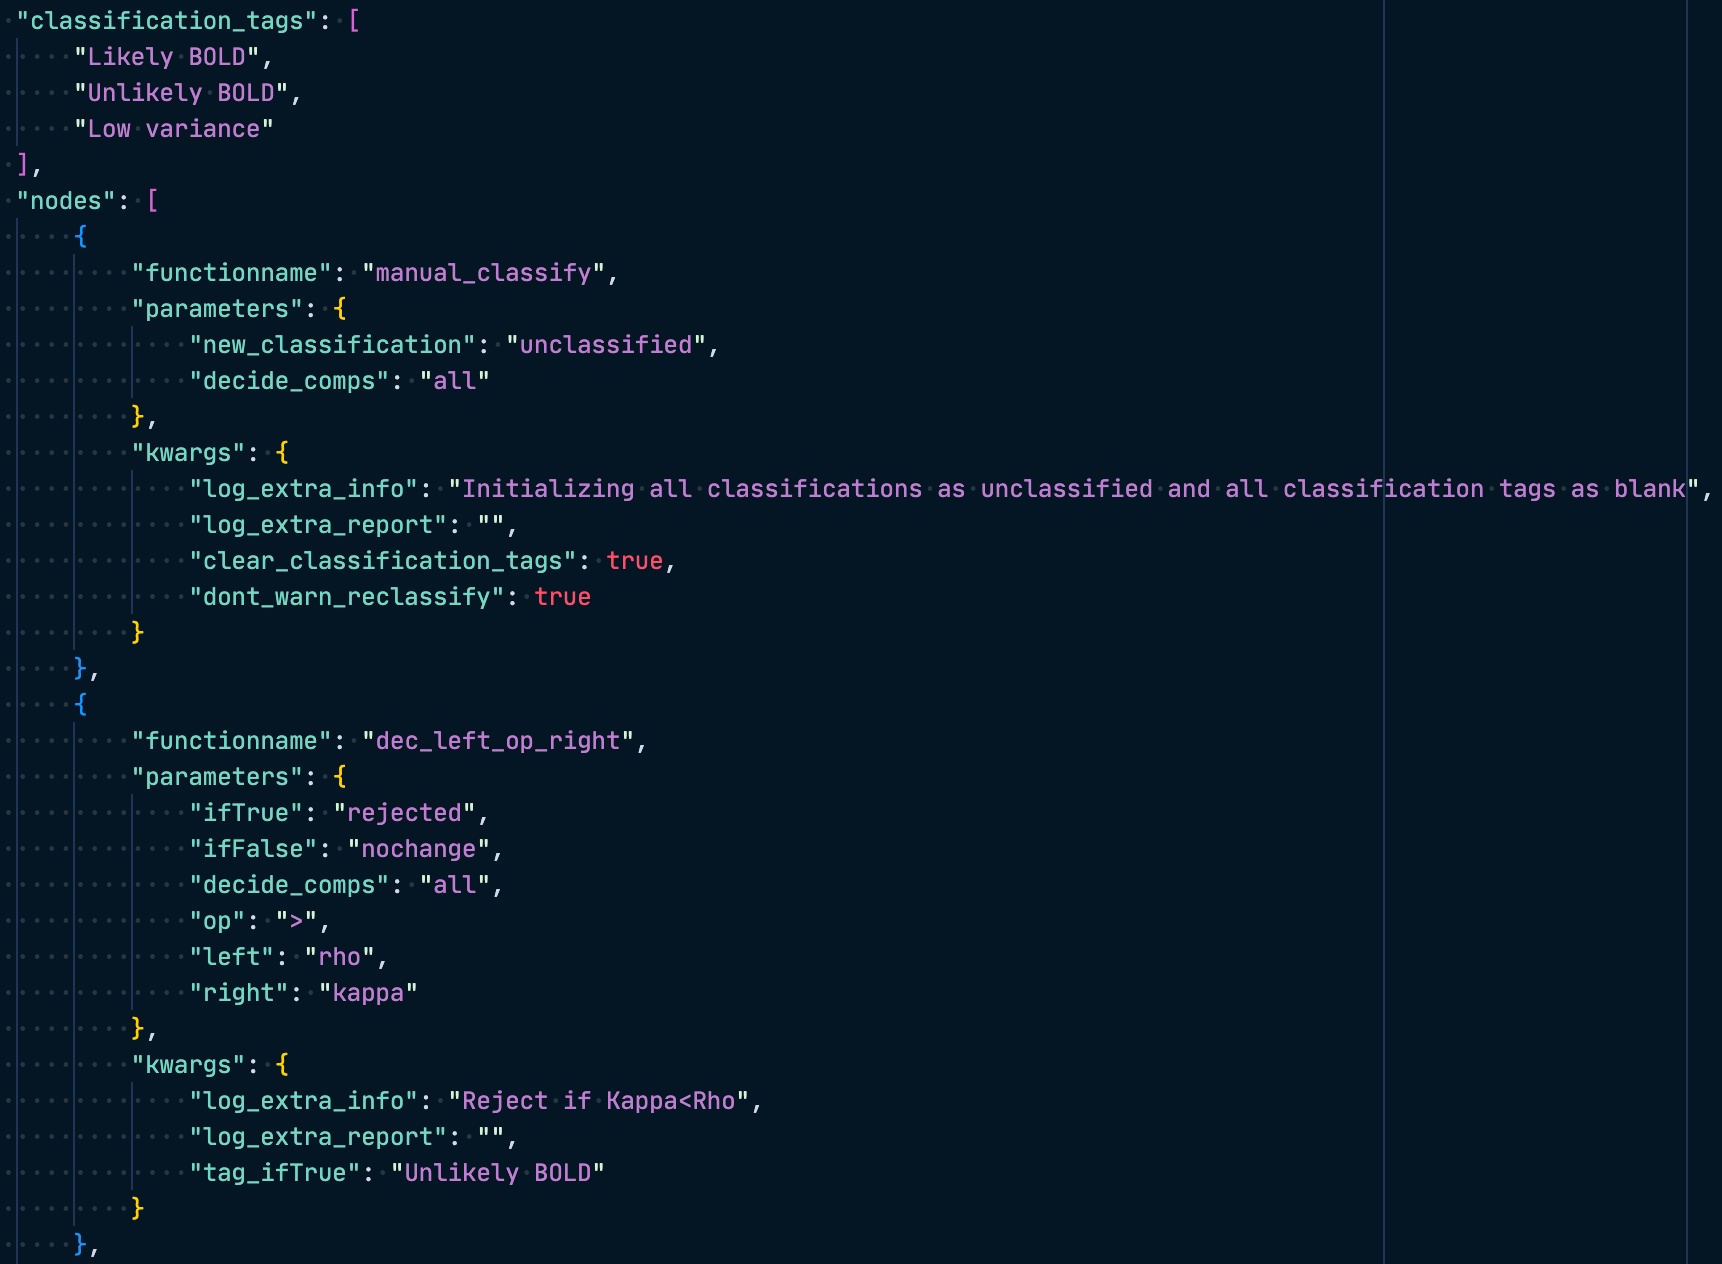 "classification_tags": [
    "Likely BOLD",
    "Unlikely BOLD",
    "Low variance"
],
"nodes": [
    {
        "functionname": "manual_classify",
        "parameters": {
            "new_classification": "unclassified",
            "decide_comps": "all"
        },
        "kwargs": {
            "log_extra_info": "Initializing all classifications as unclassified and all classification tags as blank",
            "log_extra_report": "",
            "clear_classification_tags": true,
            "dont_warn_reclassify": true
        }
    },
    {
        "functionname": "dec_left_op_right",
        "parameters": {
            "ifTrue": "rejected",
            "ifFalse": "nochange",
            "decide_comps": "all",
            "op": ">",
            "left": "rho",
            "right": "kappa"
        },
        "kwargs": {
            "log_extra_info": "Reject if Kappa<Rho",
            "log_extra_report": "",
            "tag_ifTrue": "Unlikely BOLD"
        }
    },